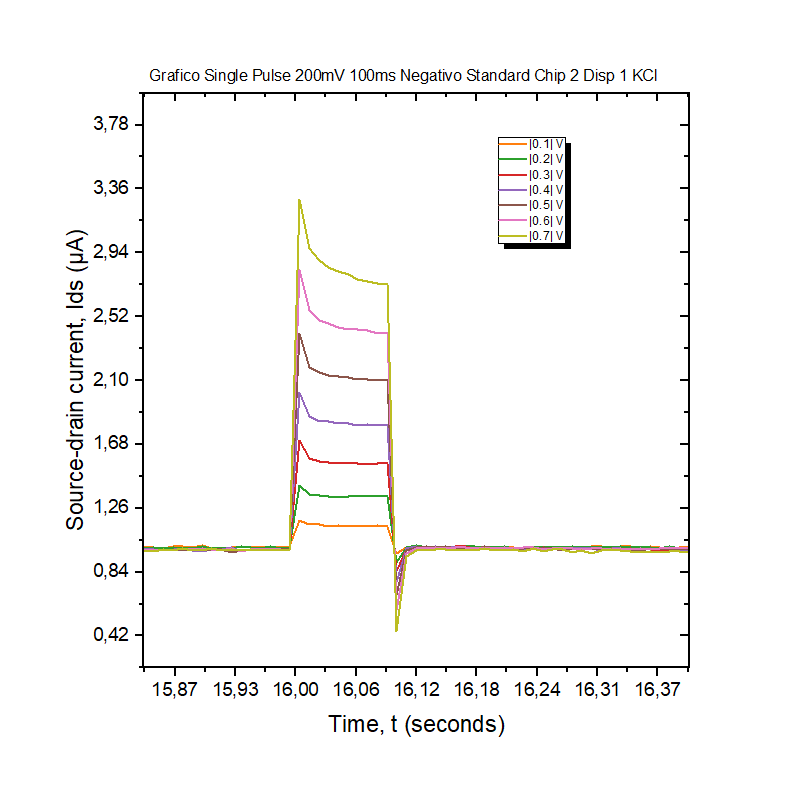 Grafico Single Pulse 200mV 100ms Negativo Standard Chip 2 Disp 1 KCl
|0.1| V
|0.2| V
|0.3| V
|0.4| V
|0.5| V
|0.6| V
|0.7| V
3,78
3,36
2,94
2,52
2,10
1,68
1,26
0,84
0,42
Source-drain current, Ids (µA)
15,87 15,93 16,00 16,06 16,12 16,18 16,24 16,31 16,37
Time, t (seconds)